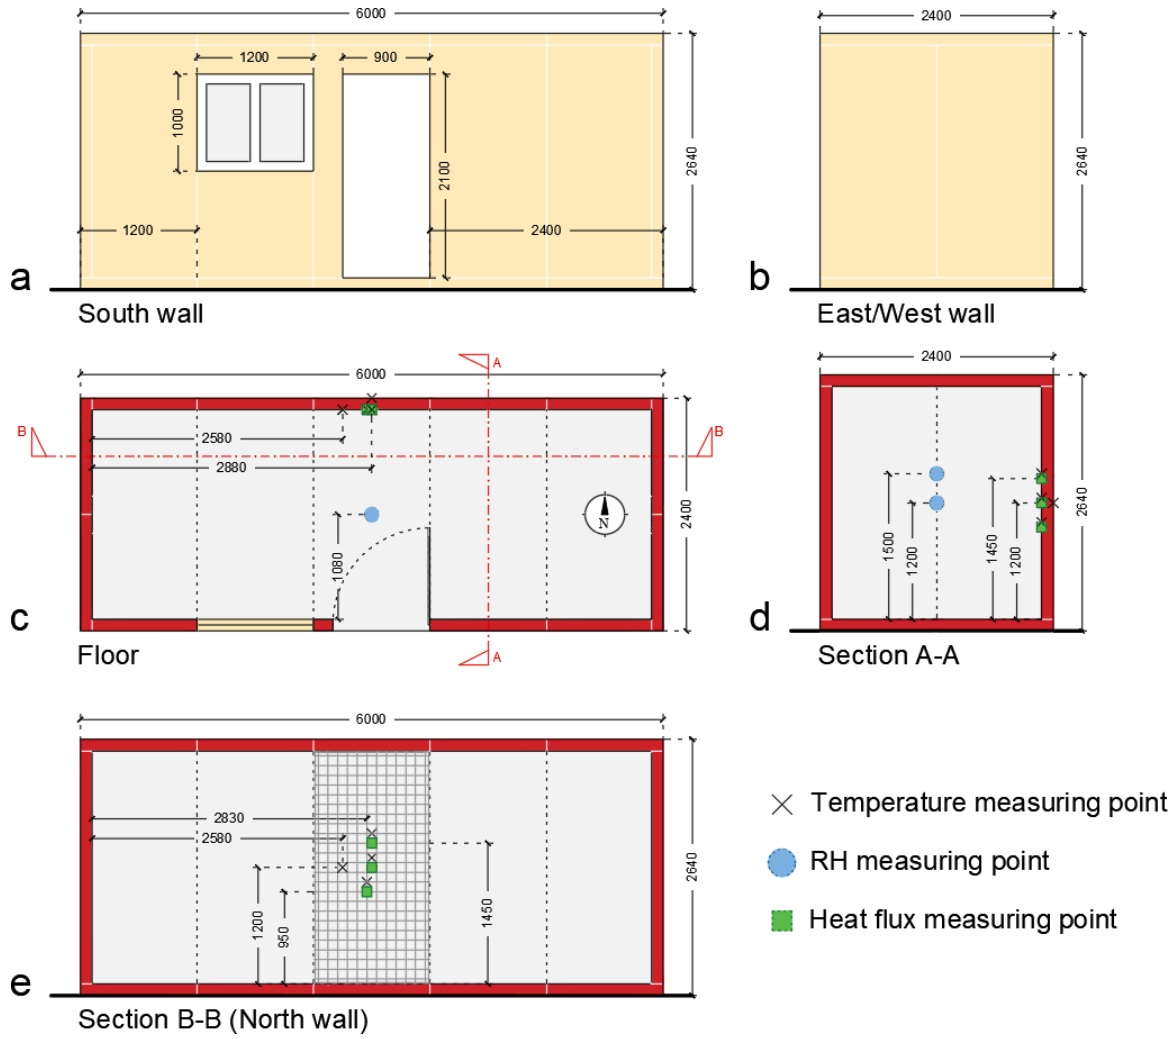 6000
2400
1200
900
1000
2100
2640
2640
1200
2400
a
b
South wall
East/West wall
A
6000
2400
B
B
2580
2880
N
1080
2400
1500
1200
1450
1200
2640
c
d
A
Floor
Section A-A
6000
2830
2580
1200
950
1450
2640
Temperature measuring point
RH measuring point
Heat flux measuring point
e
Section B-B (North wall)